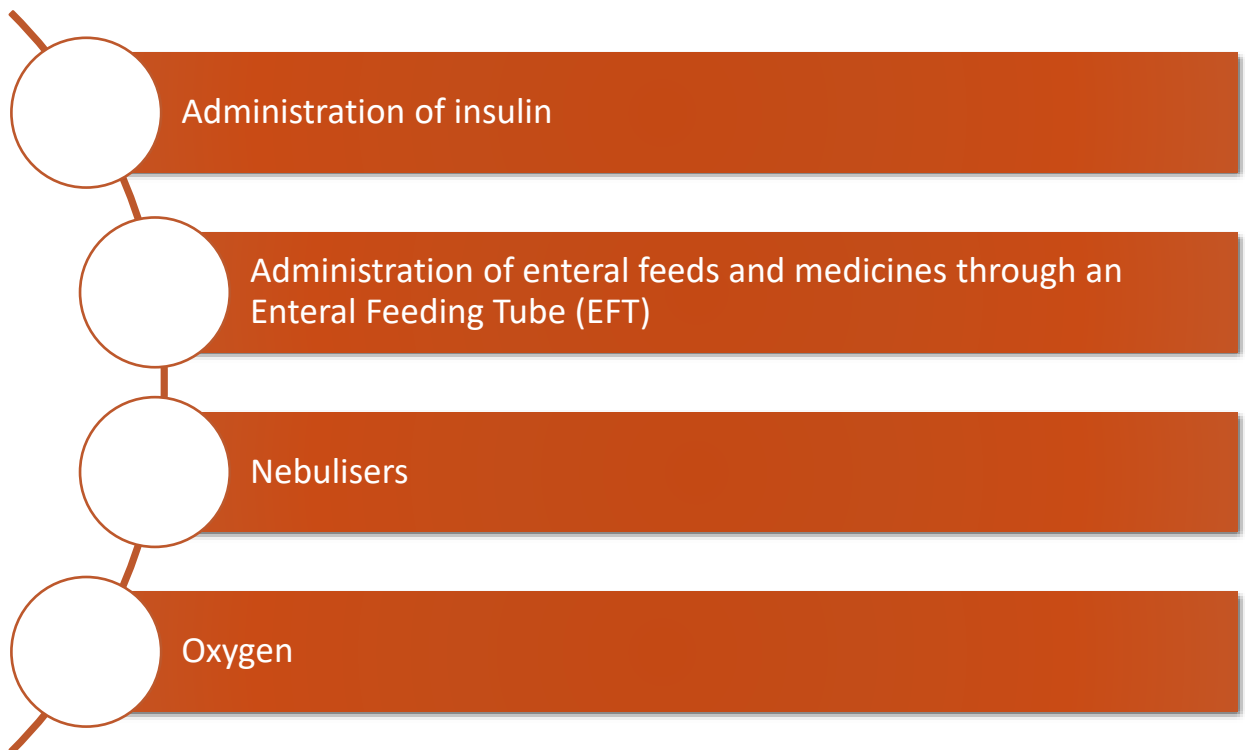 Administration of insulin
Administration of enteral feeds and medicines through an
Enteral Feeding Tube (EFT)
Nebulisers
Oxygen